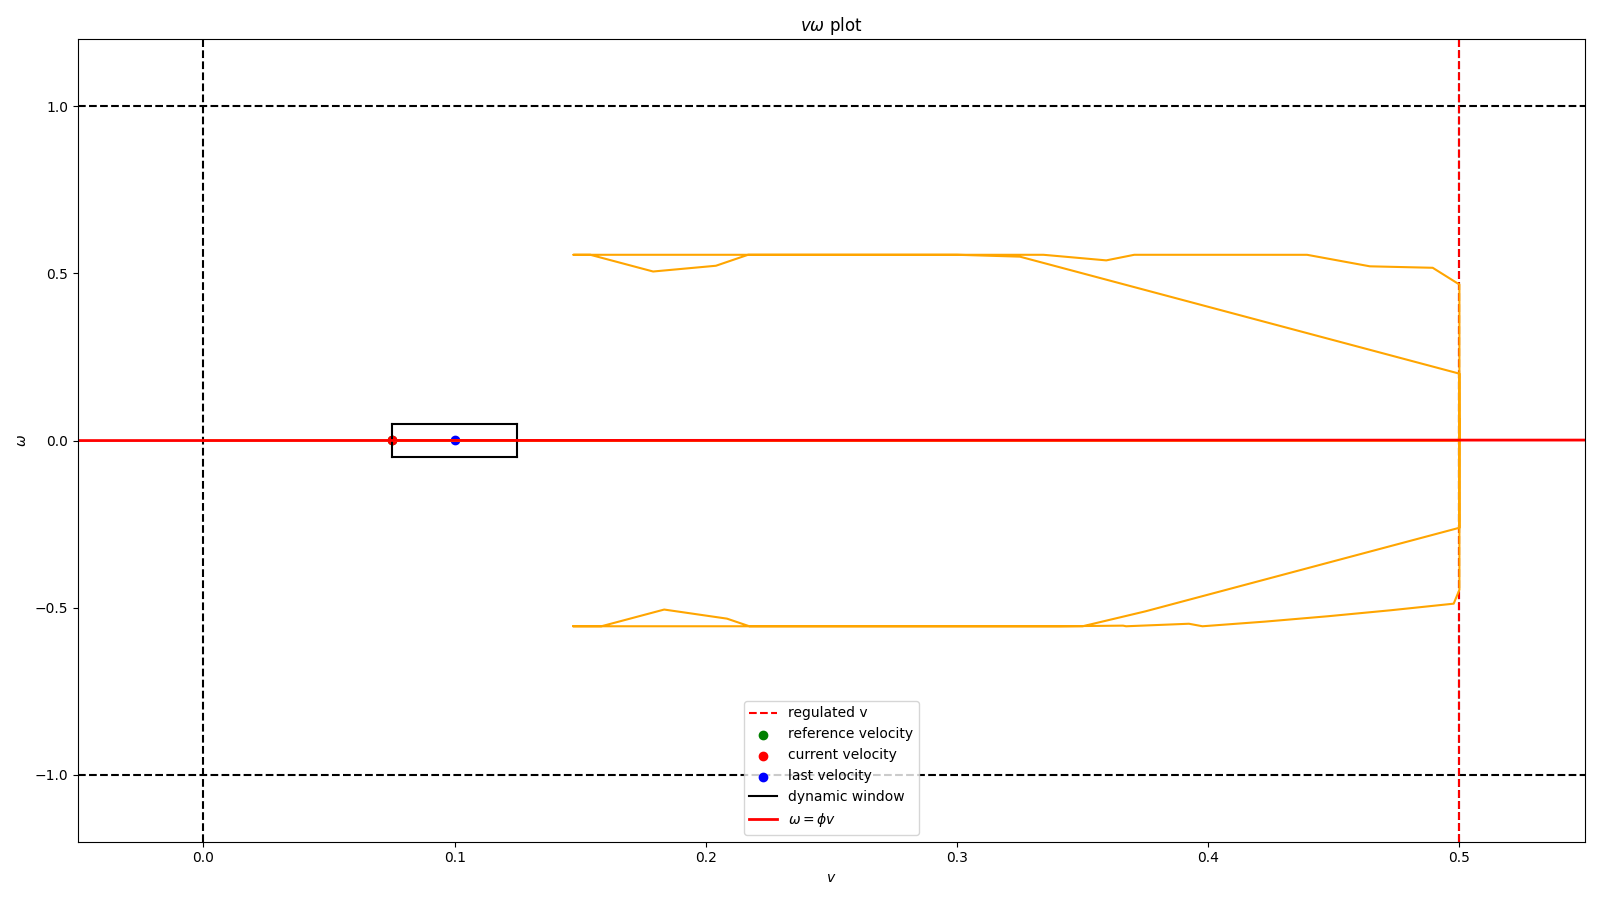 vω plot
1.0
0.5
0.0
−0.5
−1.0
ω
regulated v
reference velocity
current velocity
last velocity
dynamic window
ω = ϕv
0.0 0.1 0.2 0.3 0.4 0.5
v